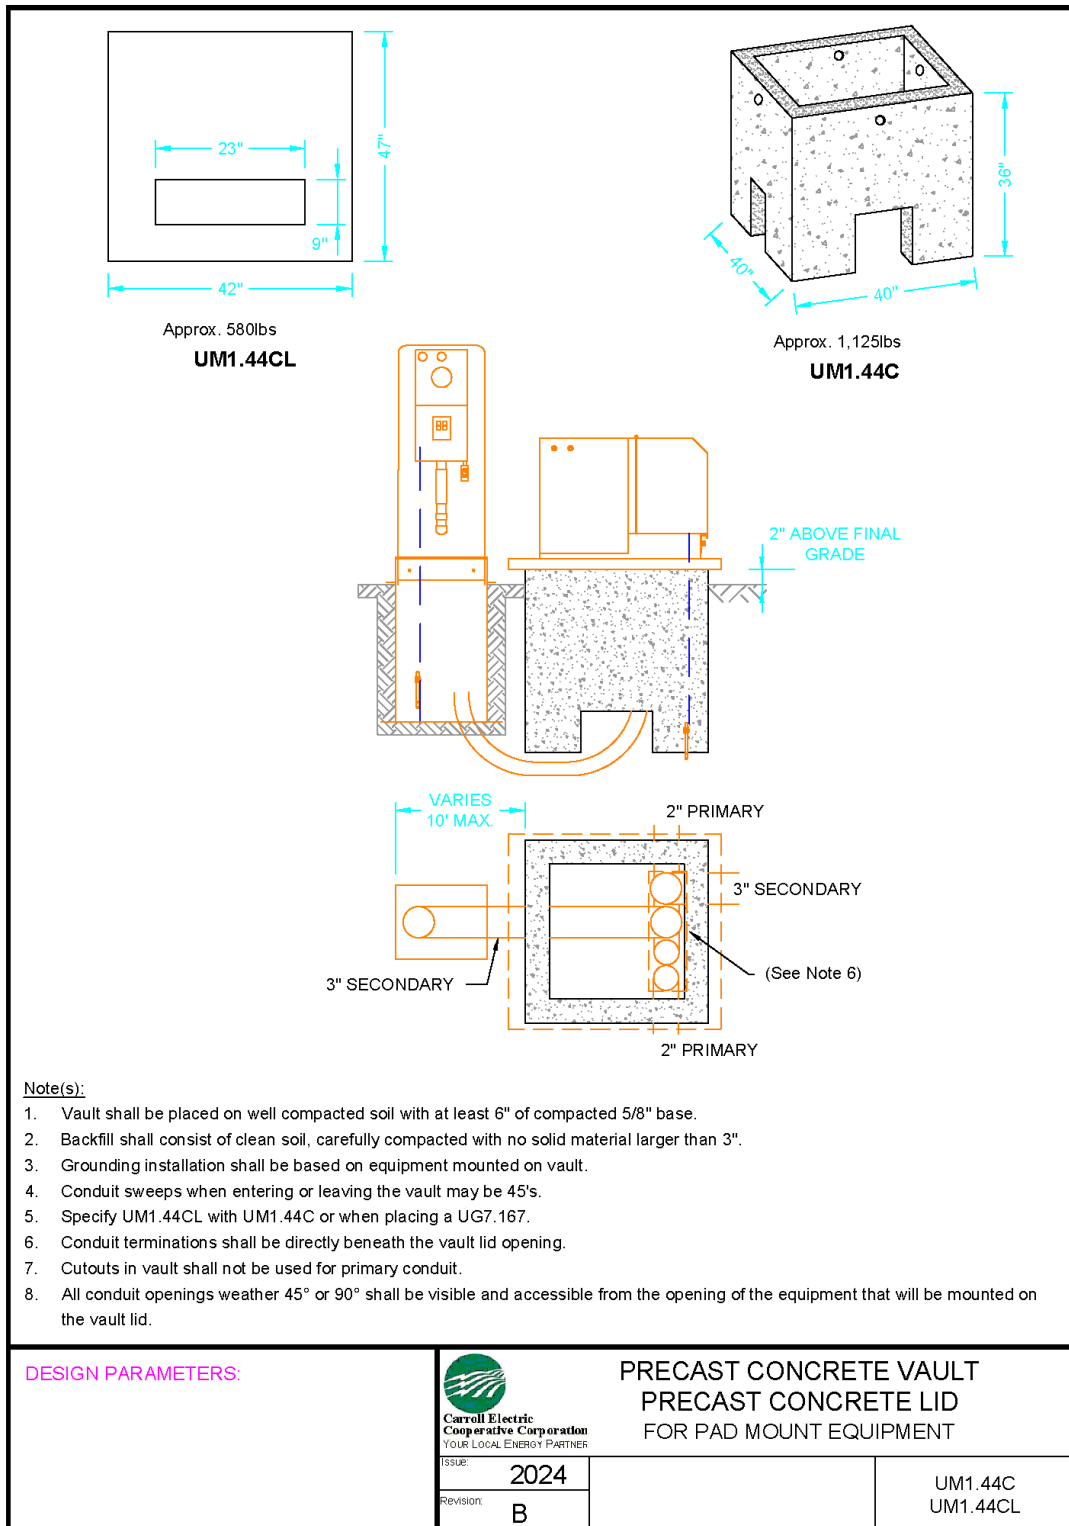 23"
47"
9"
42"
Approx. 580lbs
UM1.44CL
36"
40"
40"
Approx. 1,125lbs
UM1.44C
2" ABOVE FINAL
GRADE
VARIES
10' MAX.
2" PRIMARY
3" SECONDARY
3" SECONDARY
(See Note 6)
2" PRIMARY
Note(s):
1. Vault shall be placed on well compacted soil with at least 6" of compacted 5/8" base.
2. Backfill shall consist of clean soil, carefully compacted with no solid material larger than 3".
3. Grounding installation shall be based on equipment mounted on vault.
4. Conduit sweeps when entering or leaving the vault may be 45's.
5. Specify UM1.44CL with UM1.44C or when placing a UG7.167.
6. Conduit terminations shall be directly beneath the vault lid opening.
7. Cutouts in vault shall not be used for primary conduit.
8. All conduit openings weather 45° or 90° shall be visible and accessible from the opening of the equipment that will be mounted on
the vault lid.
DESIGN PARAMETERS:
Carroll Electric
Cooperative Corporation
YOUR LOCAL ENERGY PARTNER
PRECAST CONCRETE VAULT
PRECAST CONCRETE LID
FOR PAD MOUNT EQUIPMENT
Issue:
2024
Revision:
B
UM1.44C
UM1.44CL